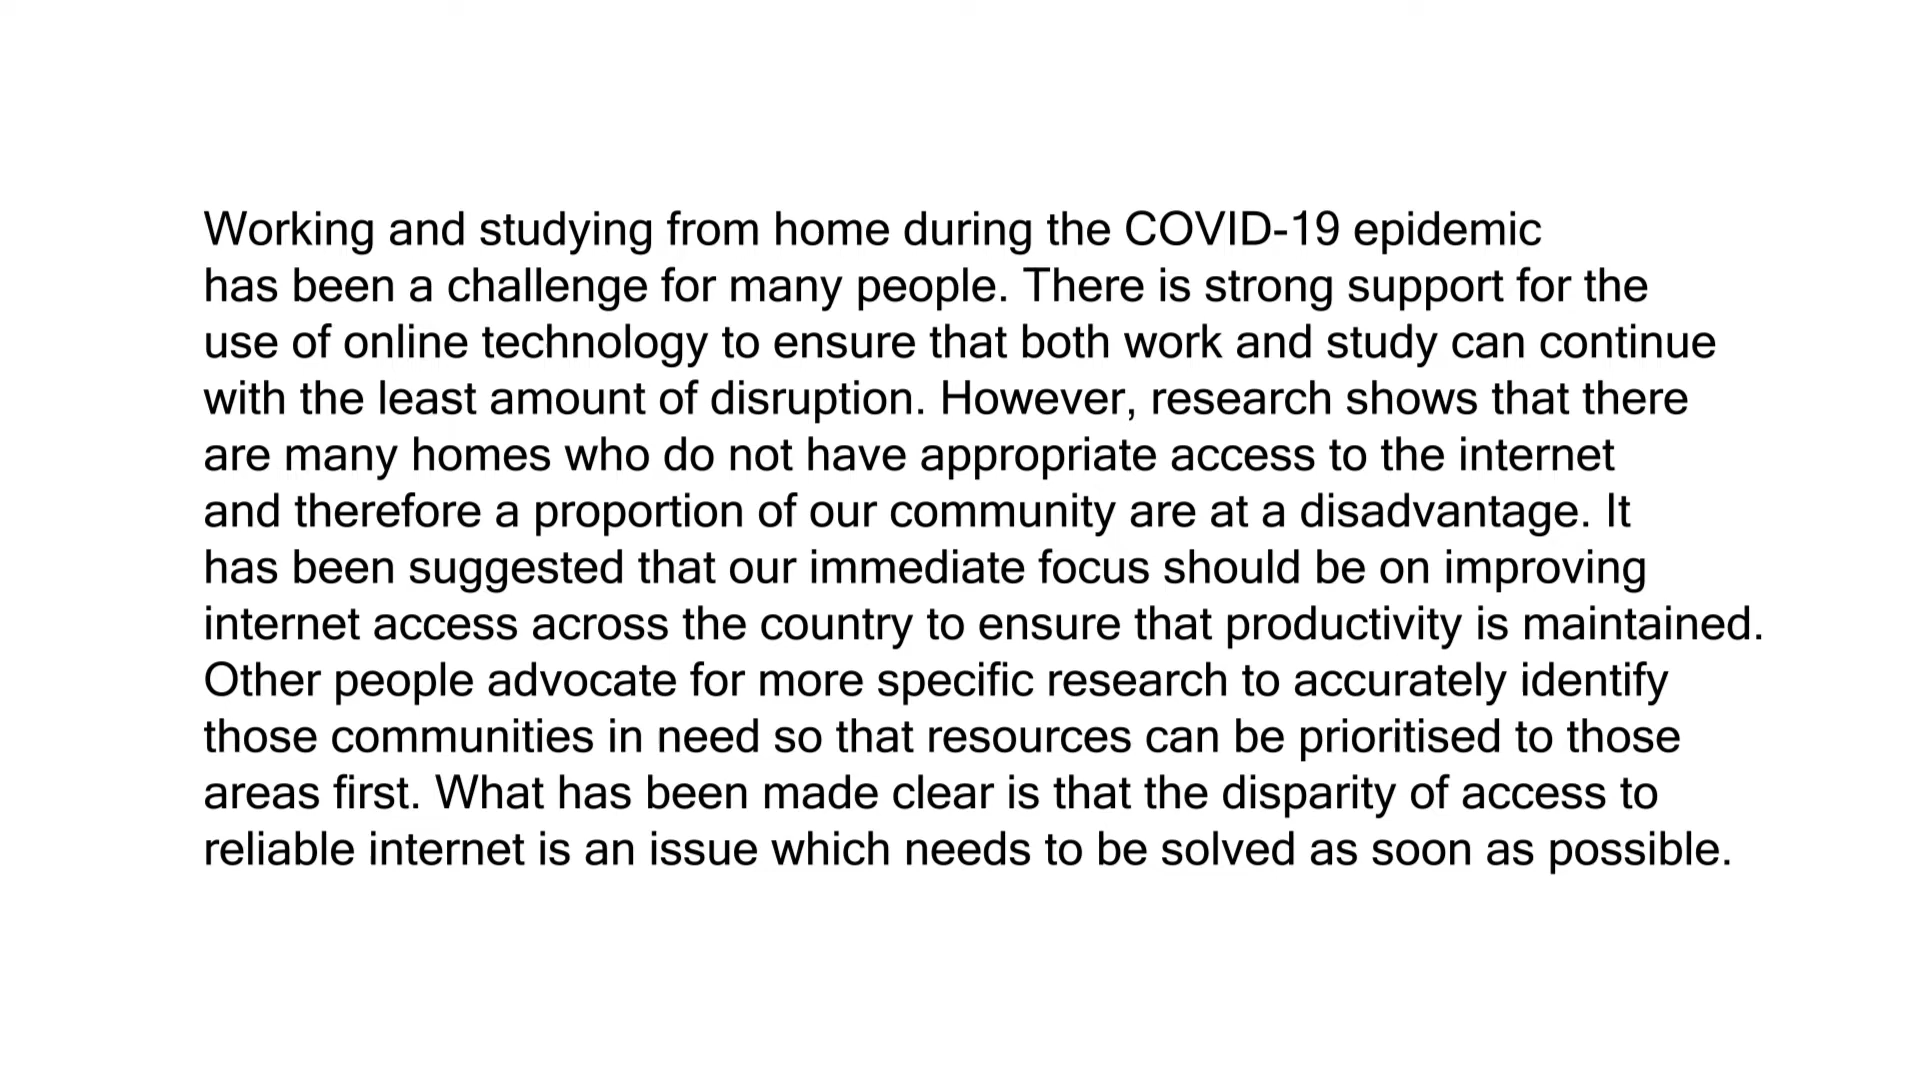 Working and studying from home during the COVID-19 epidemic
has been a challenge for many people. There is strong support for the
use of online technology to ensure that both work and study can continue
with the least amount of disruption. However, research shows that there
are many homes who do not have appropriate access to the internet
and therefore a proportion of our community are at a disadvantage. It
has been suggested that our immediate focus should be on improving
internet access across the country to ensure that productivity is maintained.
Other people advocate for more specific research to accurately identify
those communities in need so that resources can be prioritised to those
areas first. What has been made clear is that the disparity of access to
reliable internet is an issue which needs to be solved as soon as possible.